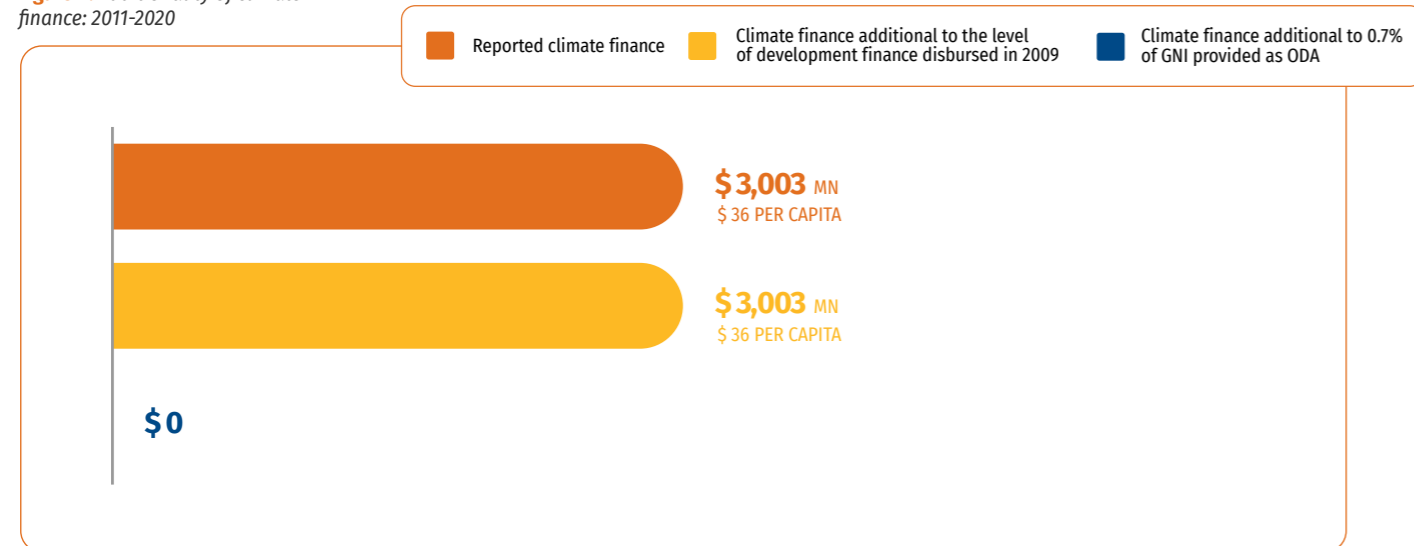 finance: 2011-2020
Reported climate finance
Climate finance additional to the level
of development finance disbursed in 2009
Climate finance additional to 0.7%
of GNI provided as ODA
$ 3,003 MN
$ 36 PER CAPITA
$ 3,003 MN
$ 36 PER CAPITA
$ 0